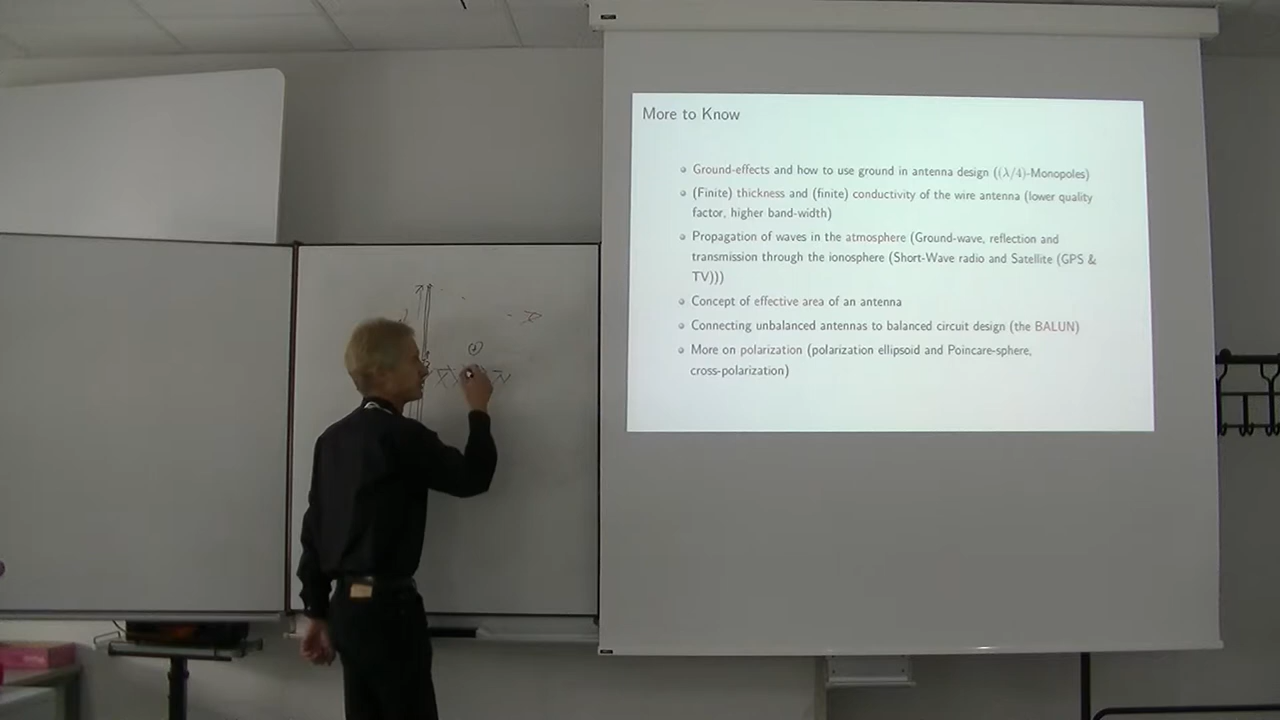 More to Know
Ground-effects and how to use ground in antenna design ((λ/4)-Monopoles)
(Finite) thickness and (finite) conductivity of the wire antenna (lower quality
factor, higher band-width)
Propagation of waves in the atmosphere (Ground-wave, reflection and
transmission through the ionosphere (Short-Wave radio and Satellite (GPS &
TV)))
Concept of effective area of an antenna
Connecting unbalanced antennas to balanced circuit design (the BALUN)
More on polarization (polarization ellipsoid and Poincare-sphere,
cross-polarization)